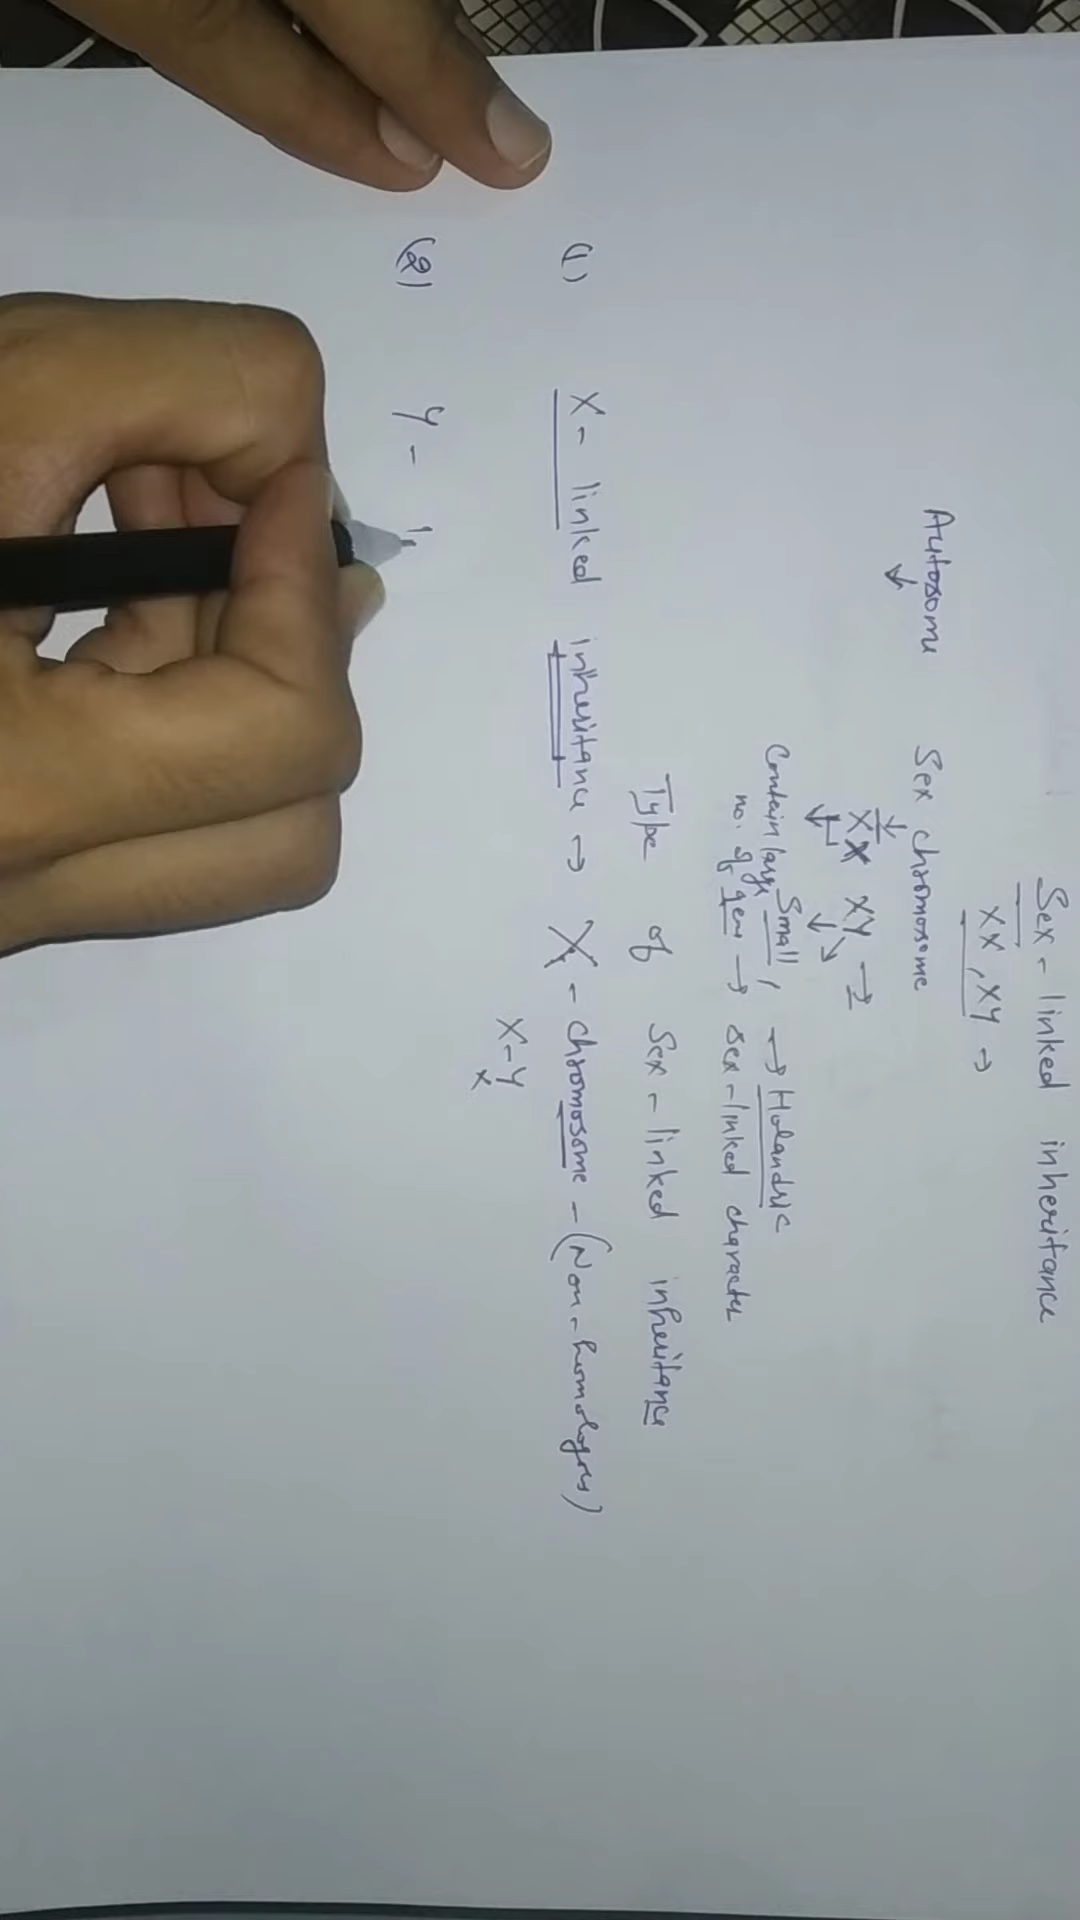 Sex - linked inheritance
XX, XY →
Autosome Sex chromosome
XX XY →
Contain large Small, → Holandric
no. of gene → sex-linked character
Type of Sex - linked inheritance
(1) X - linked inheritance → X - chromosome - (Non-homologous)
X-Y
x
(2) Y - l